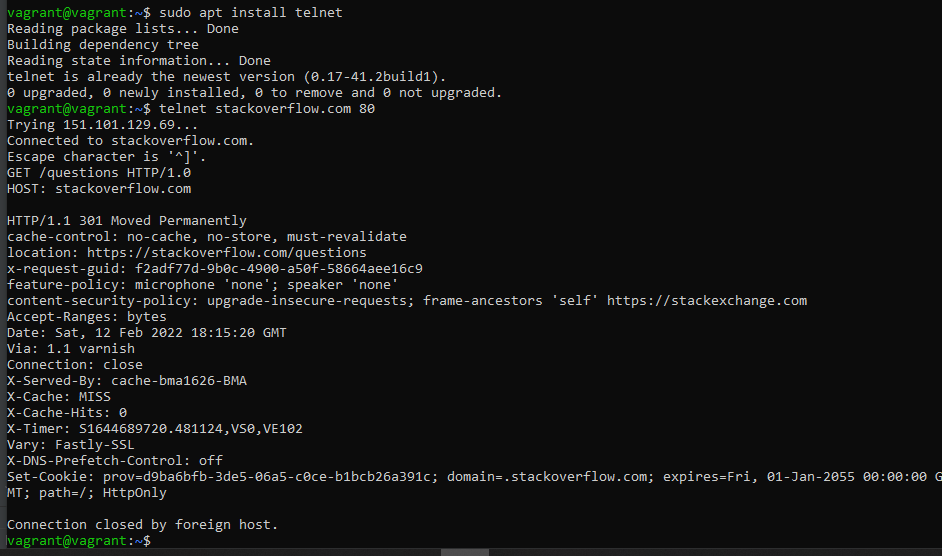 vagrant@vagrant:~$ sudo apt install telnet
Reading package lists... Done
Building dependency tree
Reading state information... Done
telnet is already the newest version (0.17-41.2build1).
0 upgraded, 0 newly installed, 0 to remove and 0 not upgraded.
vagrant@vagrant:~$ telnet stackoverflow.com 80
Trying 151.101.129.69...
Connected to stackoverflow.com.
Escape character is '^]'.
GET /questions HTTP/1.0
HOST: stackoverflow.com

HTTP/1.1 301 Moved Permanently
cache-control: no-cache, no-store, must-revalidate
location: https://stackoverflow.com/questions
x-request-guid: f2adf77d-9b0c-4900-a50f-58664aee16c9
feature-policy: microphone 'none'; speaker 'none'
content-security-policy: upgrade-insecure-requests; frame-ancestors 'self' https://stackexchange.com
Accept-Ranges: bytes
Date: Sat, 12 Feb 2022 18:15:20 GMT
Via: 1.1 varnish
Connection: close
X-Served-By: cache-bma1626-BMA
X-Cache: MISS
X-Cache-Hits: 0
X-Timer: S1644689720.481124,VS0,VE102
Vary: Fastly-SSL
X-DNS-Prefetch-Control: off
Set-Cookie: prov=d9ba6bfb-3de5-06a5-c0ce-b1bcb26a391c; domain=.stackoverflow.com; expires=Fri, 01-Jan-2055 00:00:00 G
MT; path=/; HttpOnly

Connection closed by foreign host.
vagrant@vagrant:~$